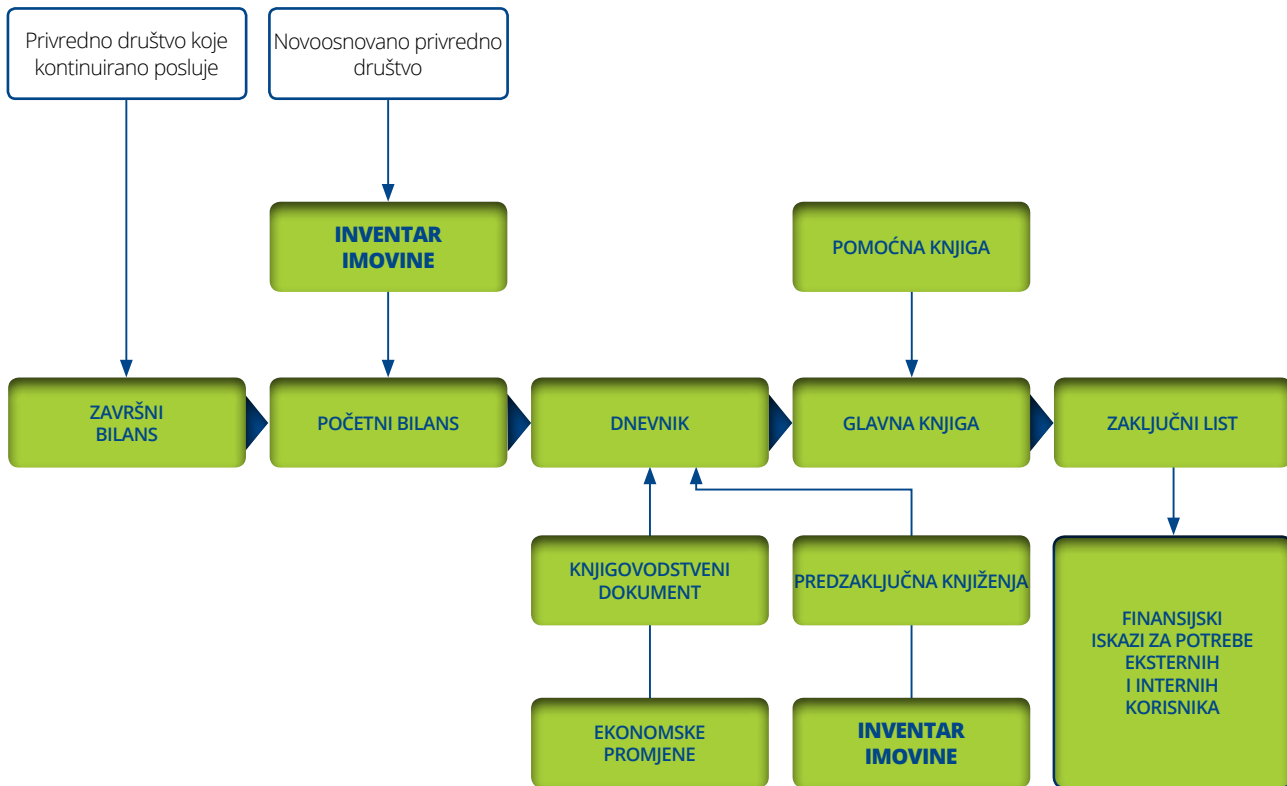 Privredno društvo koje
kontinuirano posluje
Novoosnovano privredno
društvo
INVENTAR
IMOVINE
POMOĆNA KNJIGA
ZAVRŠNI
BILANS
POČETNI BILANS
DNEVNIK
GLAVNA KNJIGA
ZAKLJUČNI LIST
KNJIGOVODSTVENI
DOKUMENT
PREDZAKLJUČNA KNJIŽENJA
FINANSIJSKI
ISKAZI ZA POTREBE
EKSTERNIH
I INTERNIH
KORISNIKA
EKONOMSKE
PROMJENE
INVENTAR
IMOVINE